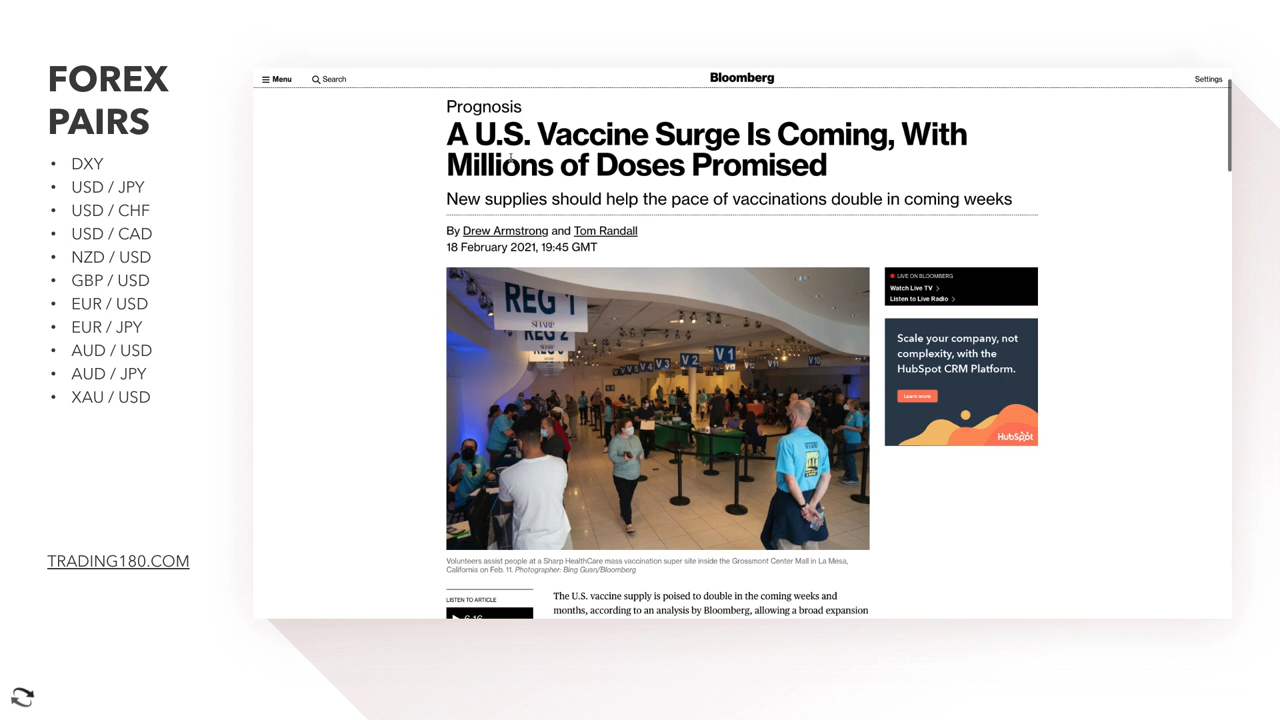 FOREX
PAIRS
• DXY
• USD / JPY
• USD / CHF
• USD / CAD
• NZD / USD
• GBP / USD
• EUR / USD
• EUR / JPY
• AUD / USD
• AUD / JPY
• XAU / USD
TRADING180.COM
Menu
Search
Bloomberg
Settings
Prognosis
A U.S. Vaccine Surge Is Coming, With
Millions of Doses Promised
New supplies should help the pace of vaccinations double in coming weeks
By Drew Armstrong and Tom Randall
18 February 2021, 19:45 GMT
REG 1
SHARP
REG 2
V3
V2
V1
V10
LIVE ON BLOOMBERG
Watch Live TV >
Listen to Live Radio >
Scale your company, not
complexity, with the
HubSpot CRM Platform.
Learn more
HubSpot
Volunteers assist people at a Sharp HealthCare mass vaccination super site inside the Grossmont Center Mall in La Mesa,
California on Feb. 11. Photographer: Bing Guan/Bloomberg
LISTEN TO ARTICLE
The U.S. vaccine supply is poised to double in the coming weeks and
months, according to an analysis by Bloomberg, allowing a broad expansion